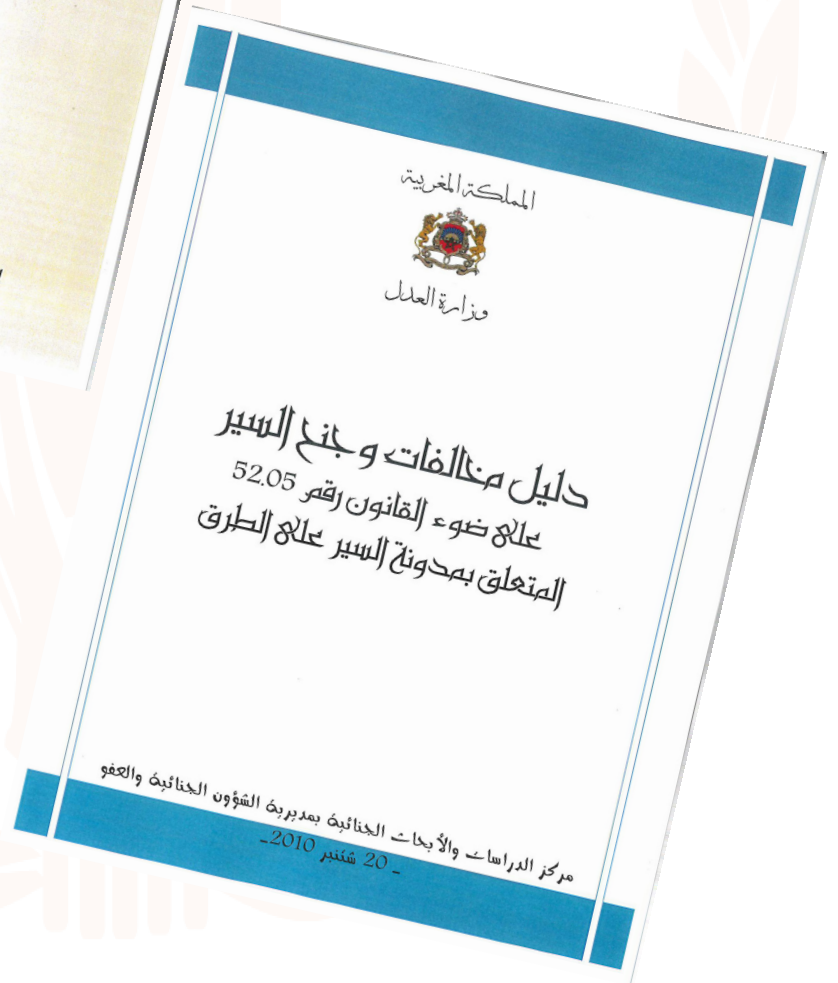 المملكة المغربية
وزارة العدل
دليل مخالفات وجنح السير
على ضوء القانون رقم 52.05
المتعلق بمدونة السير على الطرق
مركز الدراسات والأبحاث الجنائية بمديرية الشؤون الجنائية والعفو
_ 20 شتنبر 2010_